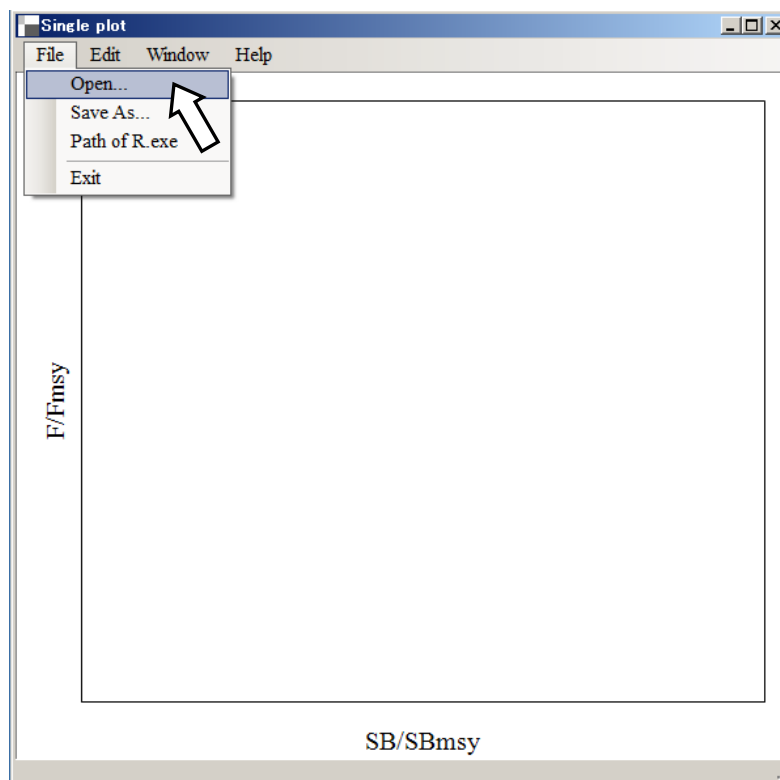 Single plot
File Edit Window Help
Open...
Save As...
Path of R.exe
Exit
F/Fmsy
SB/SBmsy